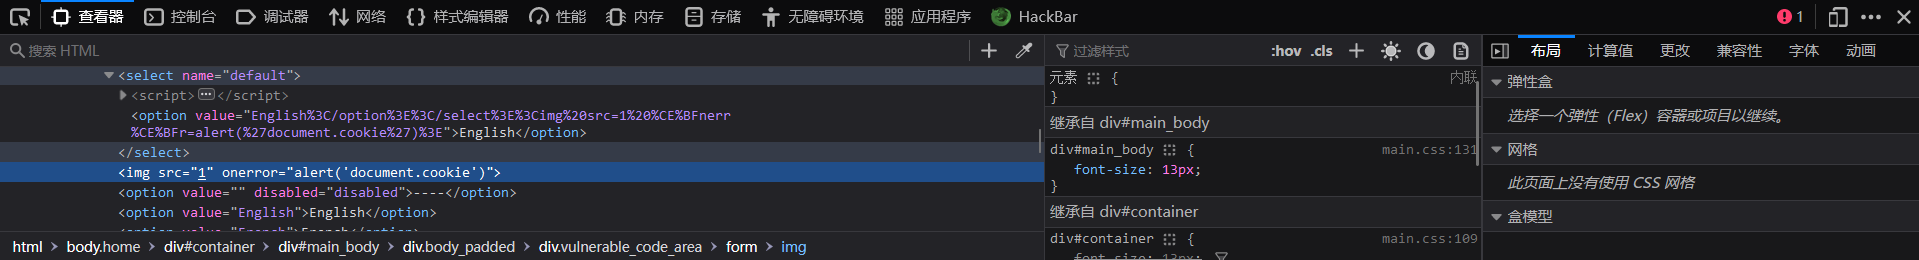 查看器 控制台 调试器 网络 样式编辑器 性能 内存 存储 无障碍环境 应用程序 HackBar 1
搜索 HTML
<select name="default">
<script> </script>
<option value="English%3C/option%3E%3C/select%3E%3Cimg%20src=1%20%CE%BFnerr
%CE%BFr=alert(%27document.cookie%27)%3E">English</option>
</select>
<img src="1" onerror="alert('document.cookie')">
<option value="" disabled="disabled">----</option>
<option value="English">English</option>
<option value="French">French</option>
html > body.home > div#container > div#main_body > div.body_padded > div.vulnerable_code_area > form > img
过滤样式 :hov .cls
元素 { 内联
}
继承自 div#main_body
div#main_body { main.css:131
font-size: 13px;
}
继承自 div#container
div#container { main.css:109
font-size: 13px;
布局 计算值 更改 兼容性 字体 动画
弹性盒
选择一个弹性（Flex）容器或项目以继续。
网格
此页面上没有使用 CSS 网格
盒模型